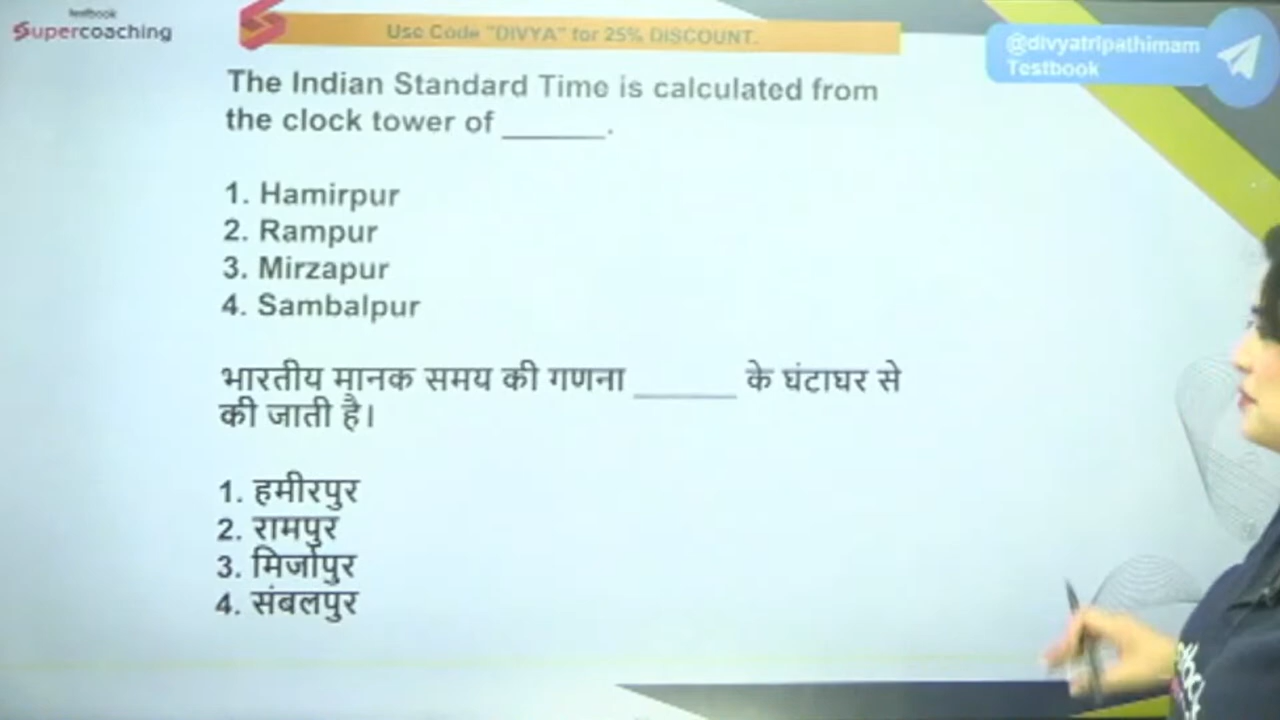 testbook
Supercoaching
Use Code "DIVYA" for 25% DISCOUNT.
@divyatripathimam
Testbook
The Indian Standard Time is calculated from
the clock tower of ______.
1. Hamirpur
2. Rampur
3. Mirzapur
4. Sambalpur
भारतीय मानक समय की गणना ______ के घंटाघर से
की जाती है।
1. हमीरपुर
2. रामपुर
3. मिर्जापुर
4. संबलपुर